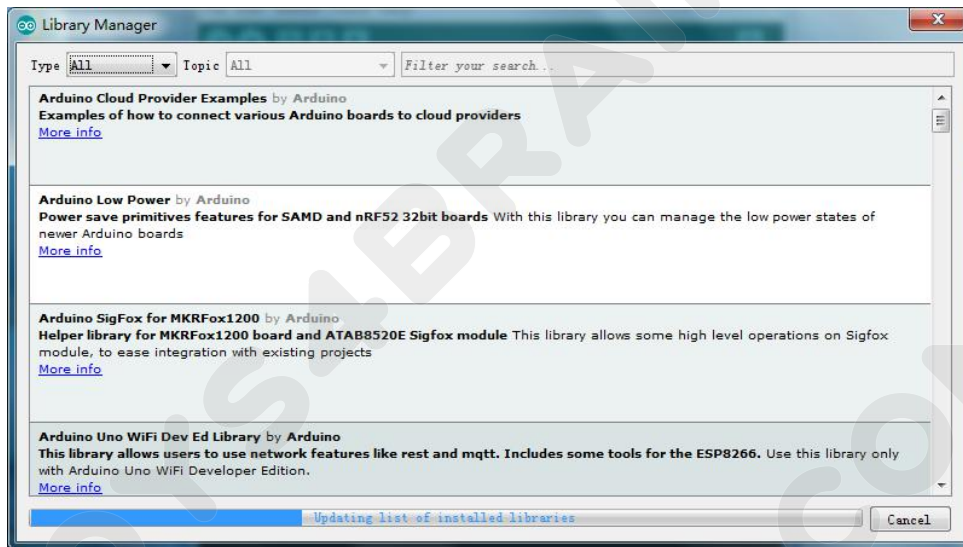 Library Manager
Type All Topic All Filter your search...
Arduino Cloud Provider Examples by Arduino
Examples of how to connect various Arduino boards to cloud providers
More info
Arduino Low Power by Arduino
Power save primitives features for SAMD and nRF52 32bit boards With this library you can manage the low power states of
newer Arduino boards
More info
Arduino SigFox for MKRFox1200 by Arduino
Helper library for MKRFox1200 board and ATAB8520E Sigfox module This library allows some high level operations on Sigfox
module, to ease integration with existing projects
More info
Arduino Uno WiFi Dev Ed Library by Arduino
This library allows users to use network features like rest and mqtt. Includes some tools for the ESP8266. Use this library only
with Arduino Uno WiFi Developer Edition.
More info
Updating list of installed libraries
Cancel